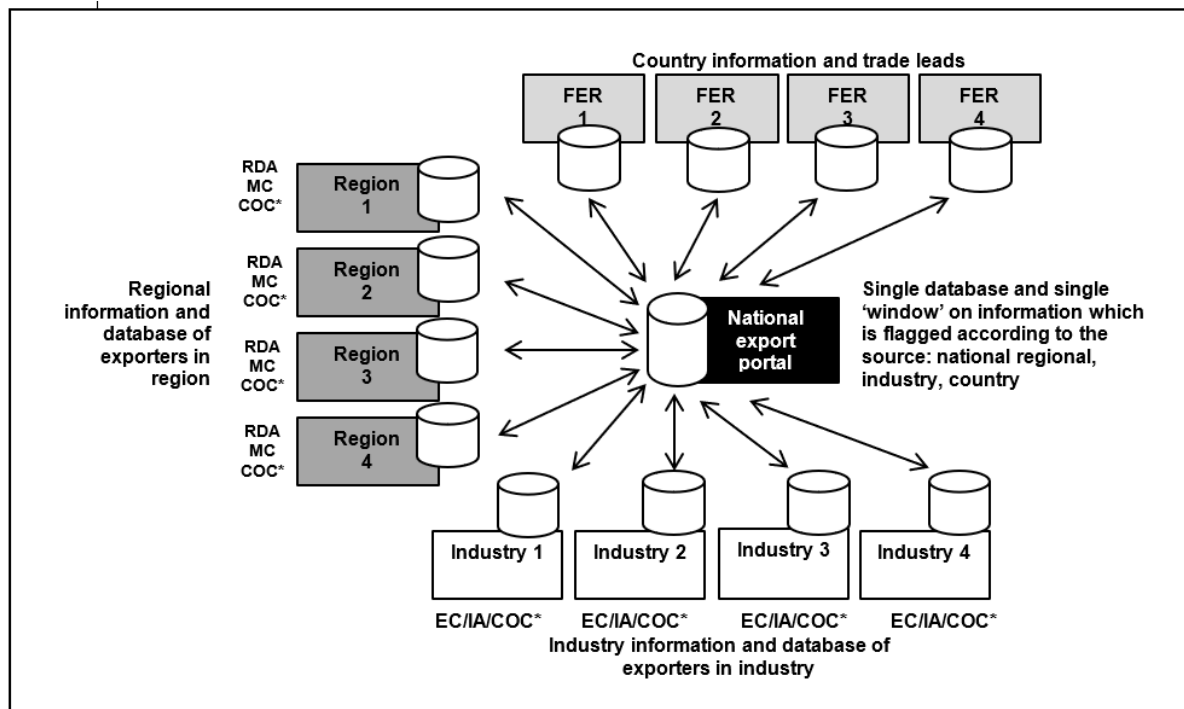 Country information and trade leads
FER
1
FER
2
FER
3
FER
4
RDA
MC
COC*
Region
1
RDA
MC
COC*
Region
2
RDA
MC
COC*
Region
3
RDA
MC
COC*
Region
4
Regional
information and
database of
exporters in
region
National
export
portal
Single database and single
‘window’ on information which
is flagged according to the
source: national regional,
industry, country
Industry 1
Industry 2
Industry 3
Industry 4
EC/IA/COC*
EC/IA/COC*
EC/IA/COC*
EC/IA/COC*
Industry information and database of
exporters in industry